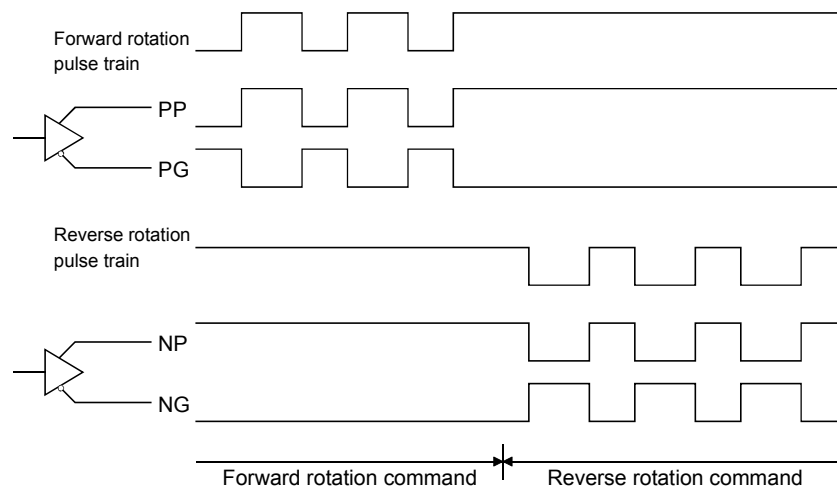 Forward rotation
pulse train
PP
PG
Reverse rotation
pulse train
NP
NG
Forward rotation command
Reverse rotation command